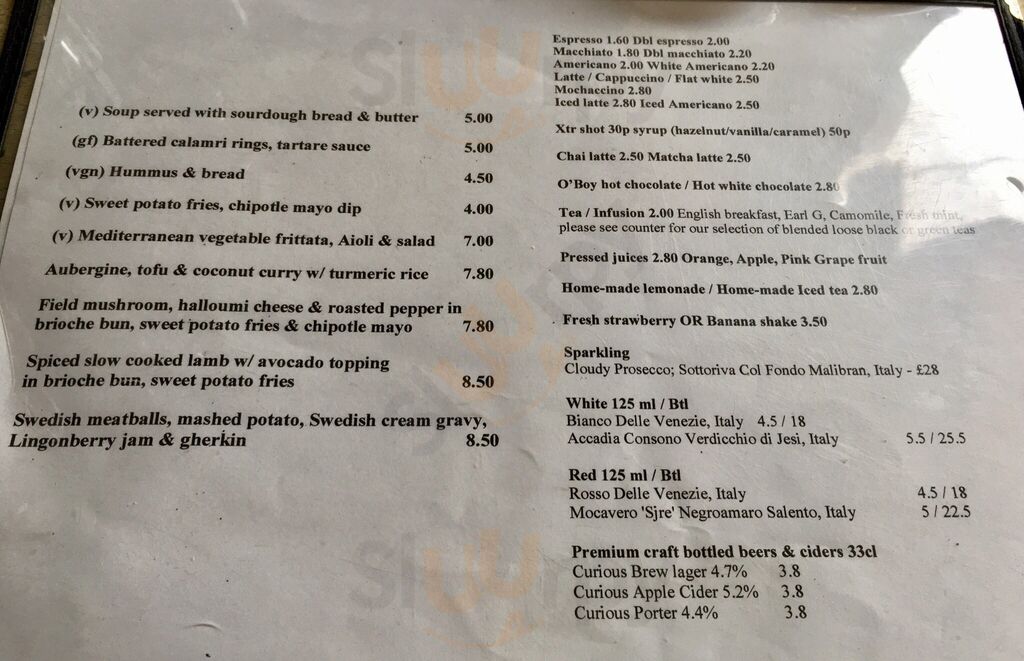 (v) Soup served with sourdough bread & butter 5.00
(gf) Battered calamri rings, tartare sauce 5.00
(vgn) Hummus & bread 4.50
(v) Sweet potato fries, chipotle mayo dip 4.00
(v) Mediterranean vegetable frittata, Aioli & salad 7.00
Aubergine, tofu & coconut curry w/ turmeric rice 7.80
Field mushroom, halloumi cheese & roasted pepper in
brioche bun, sweet potato fries & chipotle mayo 7.80
Spiced slow cooked lamb w/ avocado topping
in brioche bun, sweet potato fries 8.50
Swedish meatballs, mashed potato, Swedish cream gravy,
Lingonberry jam & gherkin 8.50
Espresso 1.60 Dbl espresso 2.00
Macchiato 1.80 Dbl macchiato 2.20
Americano 2.00 White Americano 2.20
Latte / Cappuccino / Flat white 2.50
Mochaccino 2.80
Iced latte 2.80 Iced Americano 2.50
Xtr shot 30p syrup (hazelnut/vanilla/caramel) 50p
Chai latte 2.50 Matcha latte 2.50
O'Boy hot chocolate / Hot white chocolate 2.80
Tea / Infusion 2.00 English breakfast, Earl G, Camomile, Fresh mint,
please see counter for our selection of blended loose black or green teas
Pressed juices 2.80 Orange, Apple, Pink Grape fruit
Home-made lemonade / Home-made Iced tea 2.80
Fresh strawberry OR Banana shake 3.50
Sparkling
Cloudy Prosecco; Sottoriva Col Fondo Malibran, Italy - £28
White 125 ml / Btl
Bianco Delle Venezie, Italy 4.5 / 18
Accadia Consono Verdicchio di Jesi, Italy 5.5 / 25.5
Red 125 ml / Btl
Rosso Delle Venezie, Italy 4.5 / 18
Mocavero 'Sjre' Negroamaro Salento, Italy 5 / 22.5
Premium craft bottled beers & ciders 33cl
Curious Brew lager 4.7% 3.8
Curious Apple Cider 5.2% 3.8
Curious Porter 4.4% 3.8